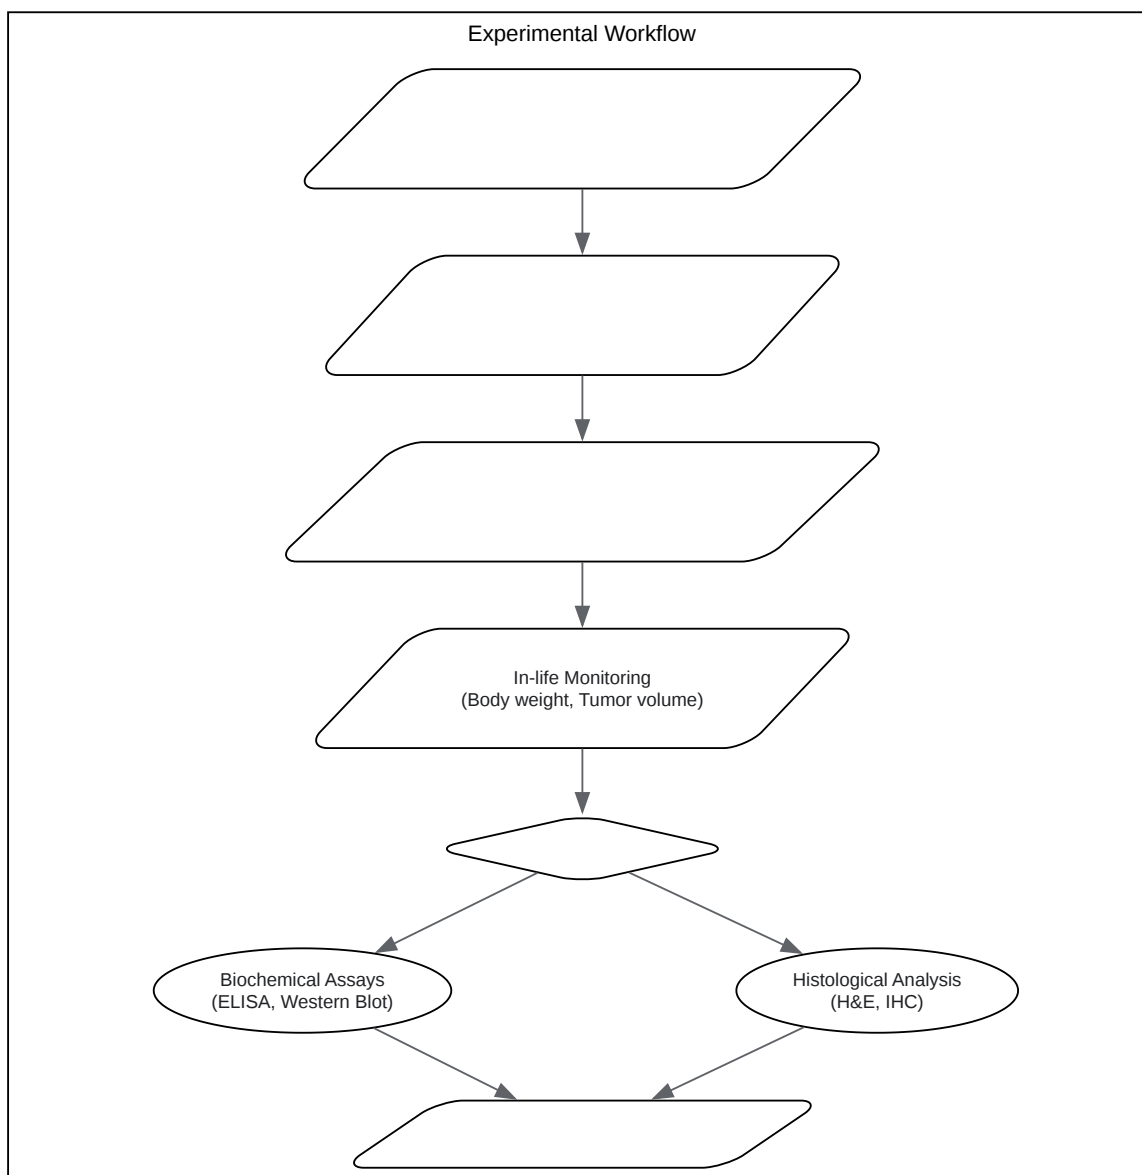 Experimental Workflow
In-life Monitoring
(Body weight, Tumor volume)
Biochemical Assays
(ELISA, Western Blot)
Histological Analysis
(H&E, IHC)